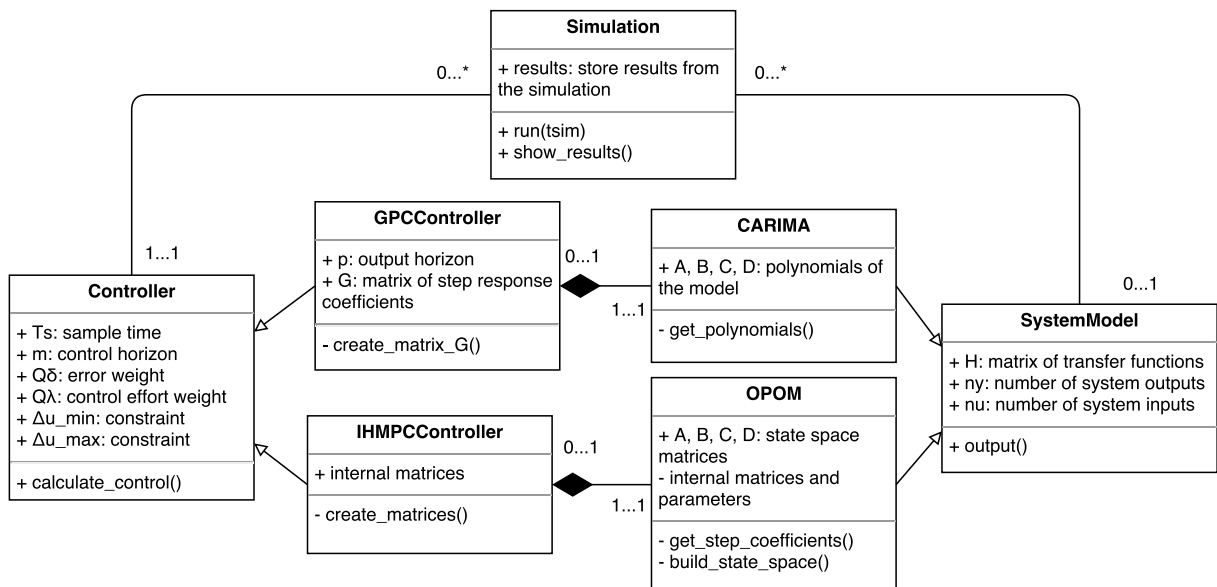 Simulation
+ results: store results from
the simulation
+ run(tsim)
+ show_results()
0...*
0...*
1...1
0...1
GPCController
+ p: output horizon
+ G: matrix of step response
coefficients
- create_matrix_G()
0...1
1...1
CARIMA
+ A, B, C, D: polynomials of
the model
- get_polynomials()
Controller
+ Ts: sample time
+ m: control horizon
+ Qδ: error weight
+ Qλ: control effort weight
+ Δu_min: constraint
+ Δu_max: constraint
+ calculate_control()
SystemModel
+ H: matrix of transfer functions
+ ny: number of system outputs
+ nu: number of system inputs
+ output()
IHMPCController
+ internal matrices
- create_matrices()
0...1
1...1
OPOM
+ A, B, C, D: state space
matrices
- internal matrices and
parameters
- get_step_coefficients()
- build_state_space()